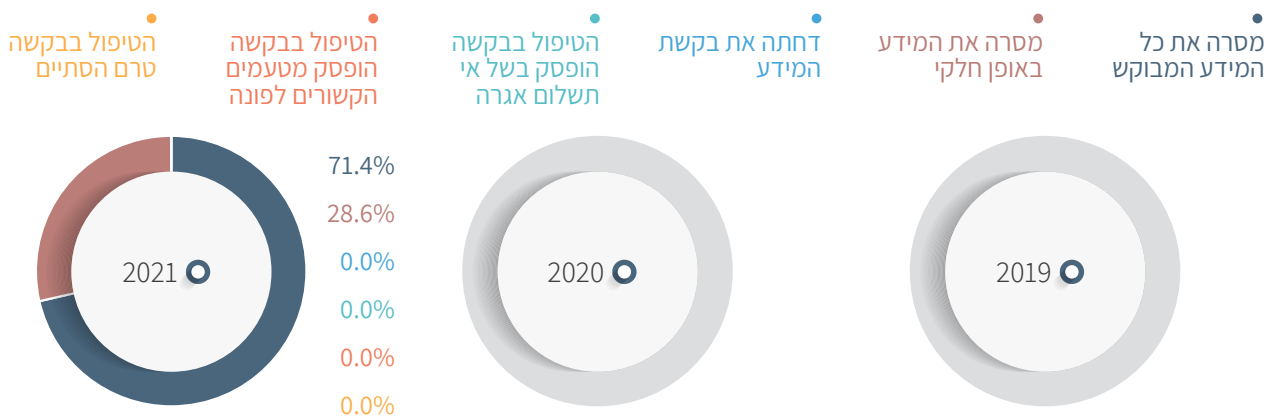 מסרה את כל
המידע המבוקש
מסרה את המידע
באופן חלקי
דחתה את בקשת
המידע
הטיפול בבקשה
הופסק בשל אי
תשלום אגרה
הטיפול בבקשה
הופסק מטעמים
הקשורים לפונה
הטיפול בבקשה
טרם הסתיים
2019
2020
71.4%
28.6%
0.0%
0.0%
0.0%
0.0%
2021